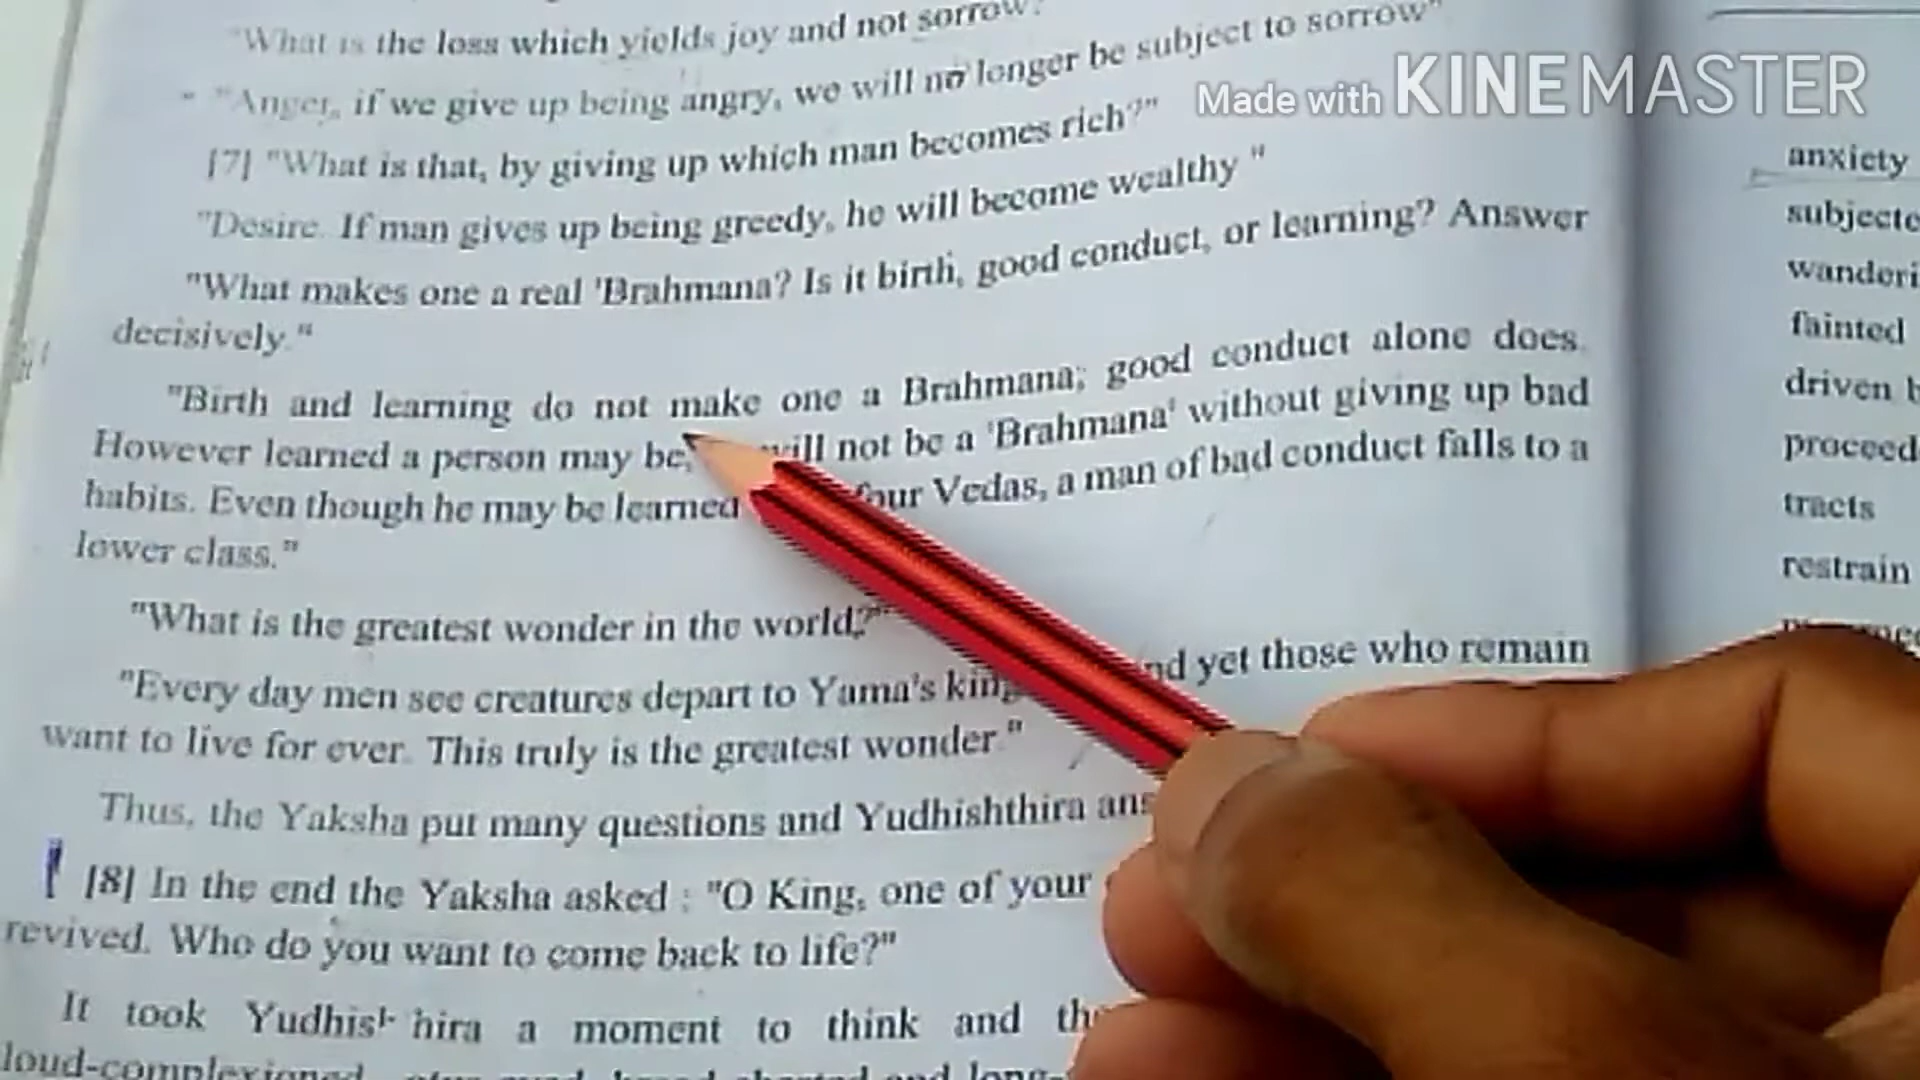 "What is the loss which yields joy and not sorrow?
"Anger, if we give up being angry, we will no longer be subject to sorrow"
Made with KINEMASTER
[7] "What is that, by giving up which man becomes rich?"
"Desire. If man gives up being greedy, he will become wealthy "
"What makes one a real 'Brahmana? Is it birth, good conduct, or learning? Answer
decisively."
"Birth and learning do not make one a Brahmana; good conduct alone does.
However learned a person may be, will not be a 'Brahmana' without giving up bad
habits. Even though he may be learned four Vedas, a man of bad conduct falls to a
lower class."
"What is the greatest wonder in the world?"
"Every day men see creatures depart to Yama's and yet those who remain
want to live for ever. This truly is the greatest wonder."
Thus, the Yaksha put many questions and Yudhishthira
[8] In the end the Yaksha asked : "O King, one of your
revived. Who do you want to come back to life?"
It took a moment to think and
anxiety
fainted
driven
tracts
restrain